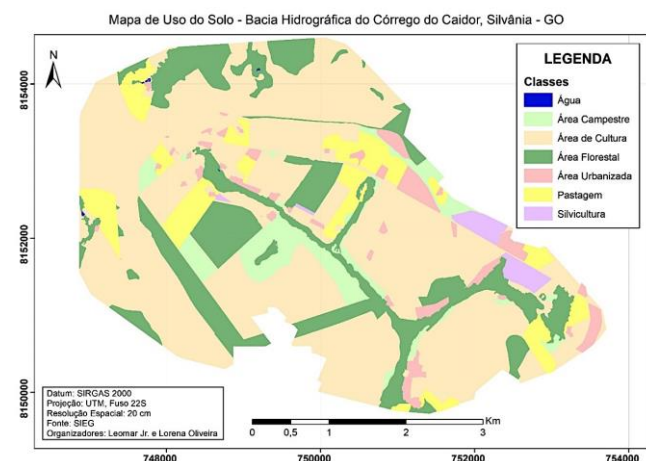 Mapa de Uso do Solo - Bacia Hidrográfica do Córrego do Caidor, Silvânia - GO
N
LEGENDA
Classes
Água
Área Campestre
Área de Cultura
Área Florestal
Área Urbanizada
Pastagem
Silvicultura
8154000
8152000
8150000
Datum: SIRGAS 2000
Projeção: UTM, Fuso 22S
Resolução Espacial: 20 cm
Fonte: SIEG
Organizadores: Leomar Jr. e Lorena Oliveira
Km
0 0,5 1 2 3
748000 750000 752000 754000